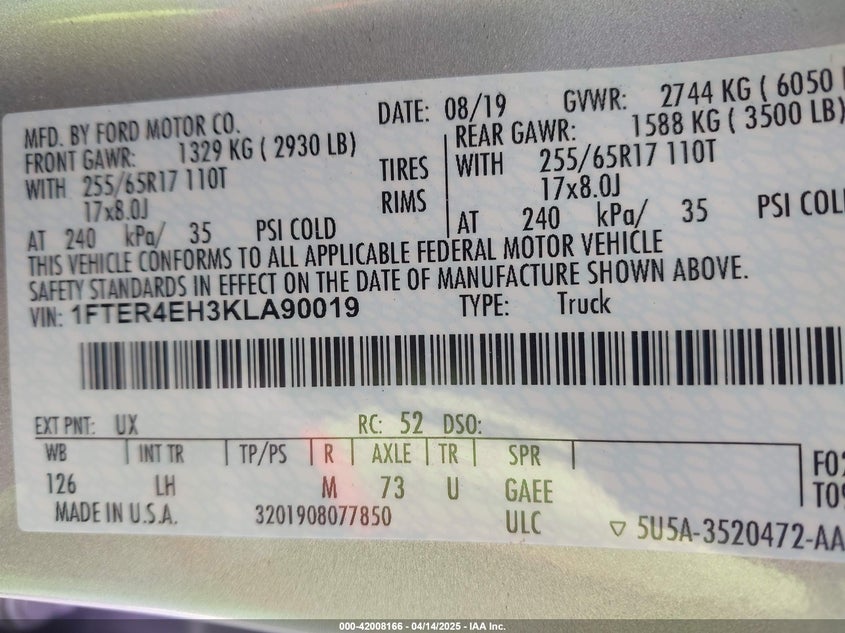 MFD. BY FORD MOTOR CO. DATE: 08/19 GVWR: 2744 KG ( 6050
FRONT GAWR: 1329 KG ( 2930 LB) REAR GAWR: 1588 KG ( 3500 LB)
WITH 255/65R17 110T TIRES WITH 255/65R17 110T
17x8.0J RIMS 17x8.0J
AT 240 kPa/ 35 PSI COLD AT 240 kPa/ 35 PSI COLD
THIS VEHICLE CONFORMS TO ALL APPLICABLE FEDERAL MOTOR VEHICLE
SAFETY STANDARDS IN EFFECT ON THE DATE OF MANUFACTURE SHOWN ABOVE.
VIN: 1FTER4EH3KLA90019 TYPE: Truck
EXT PNT: UX RC: 52 DSO:
WB INT TR TP/PS R AXLE TR SPR
126 LH M 73 U GAEE
MADE IN U.S.A. 3201908077850 ULC ▽ 5U5A-3520472-AA
000-42008166 - 04/14/2025 - IAA Inc.